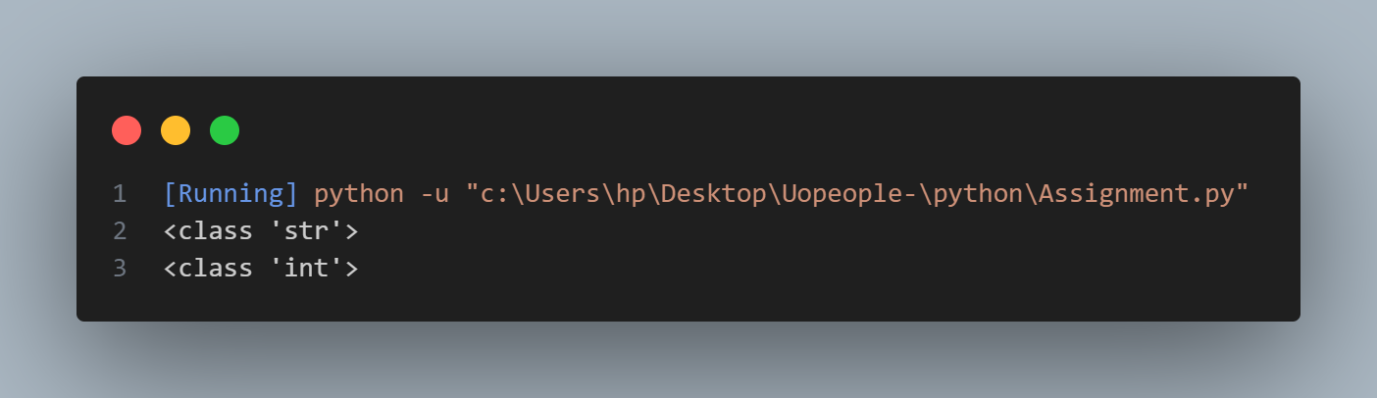 1 [Running] python -u "c:\Users\hp\Desktop\Uopeople-\python\Assignment.py"
2 <class 'str'>
3 <class 'int'>